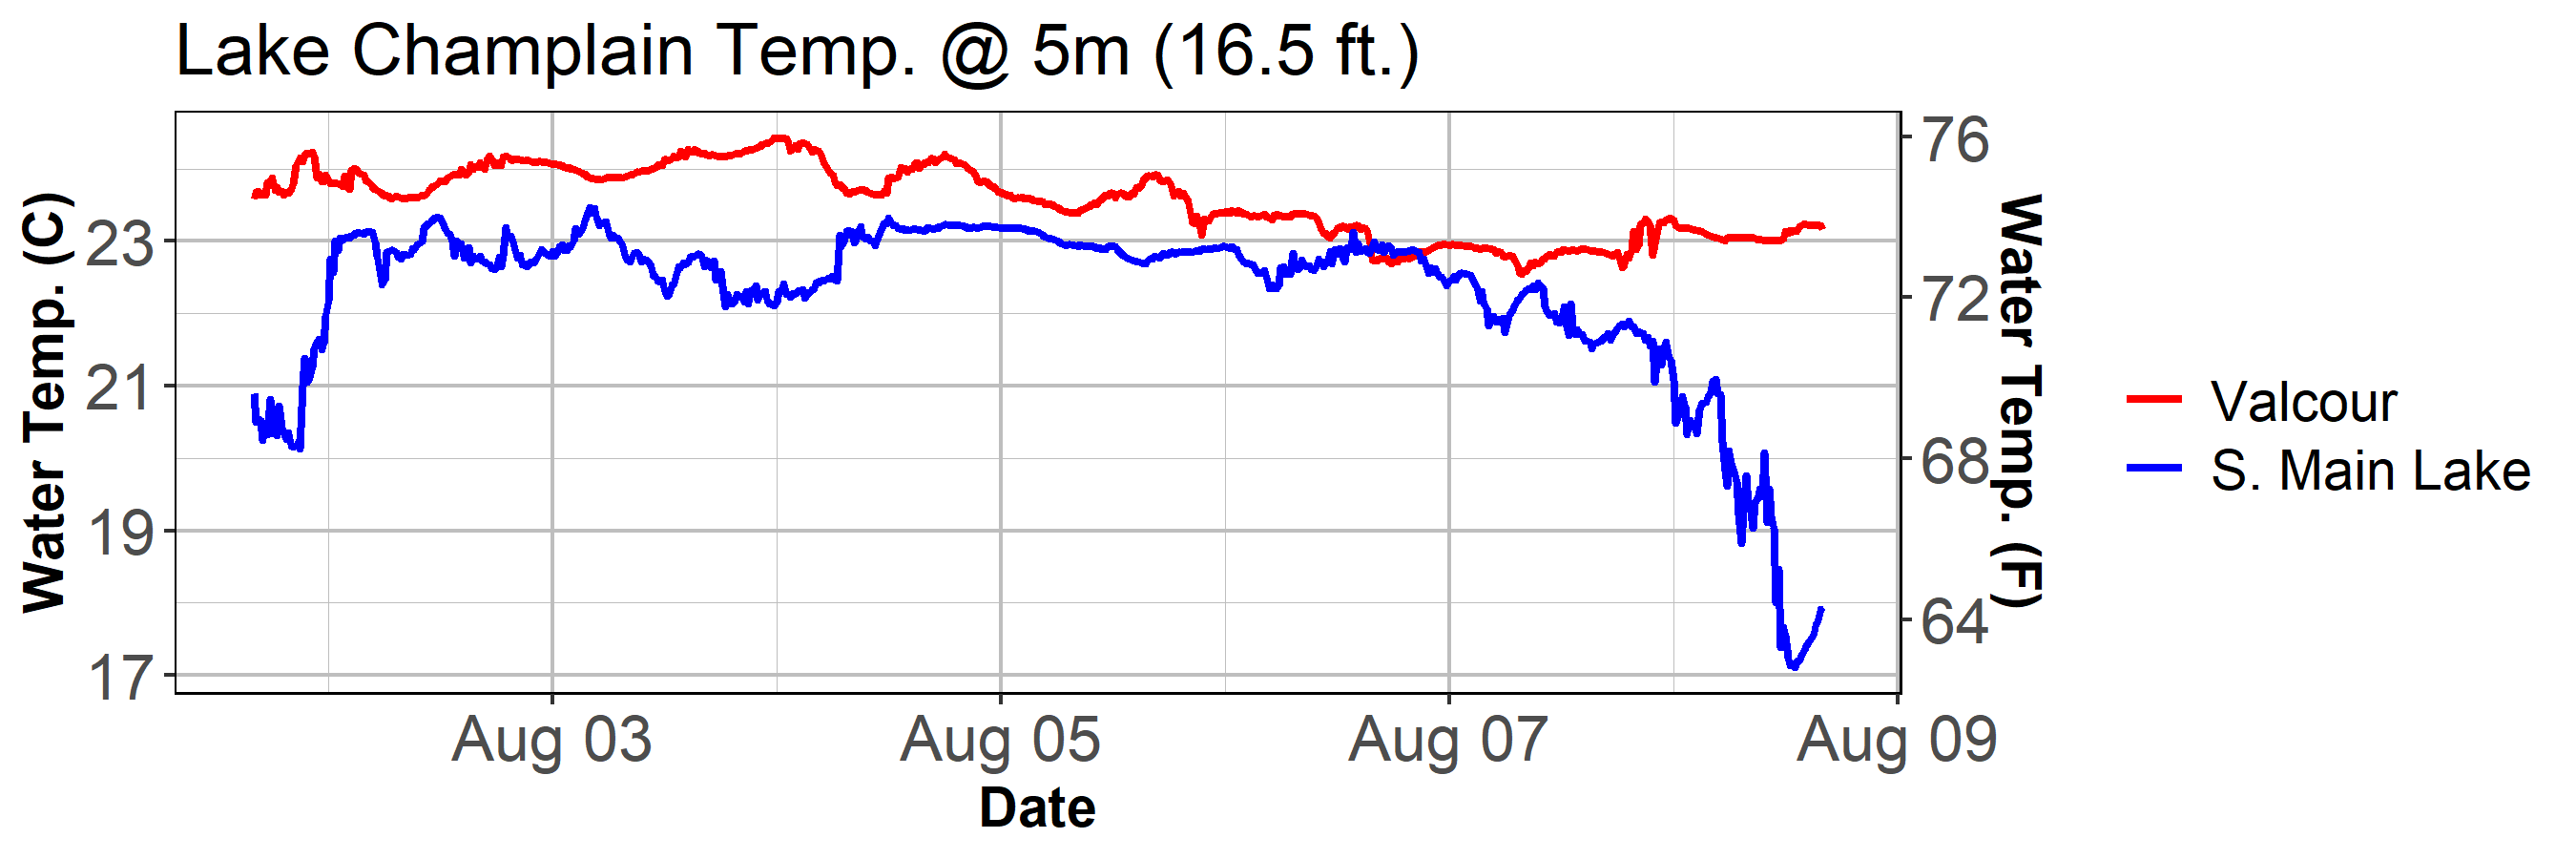 Lake Champlain Temp. @ 5m (16.5 ft.)
Water Temp. (C)
23
21
19
17
76
72
68
64
Water Temp. (F)
Aug 03
Aug 05
Aug 07
Aug 09
Date
Valcour
S. Main Lake